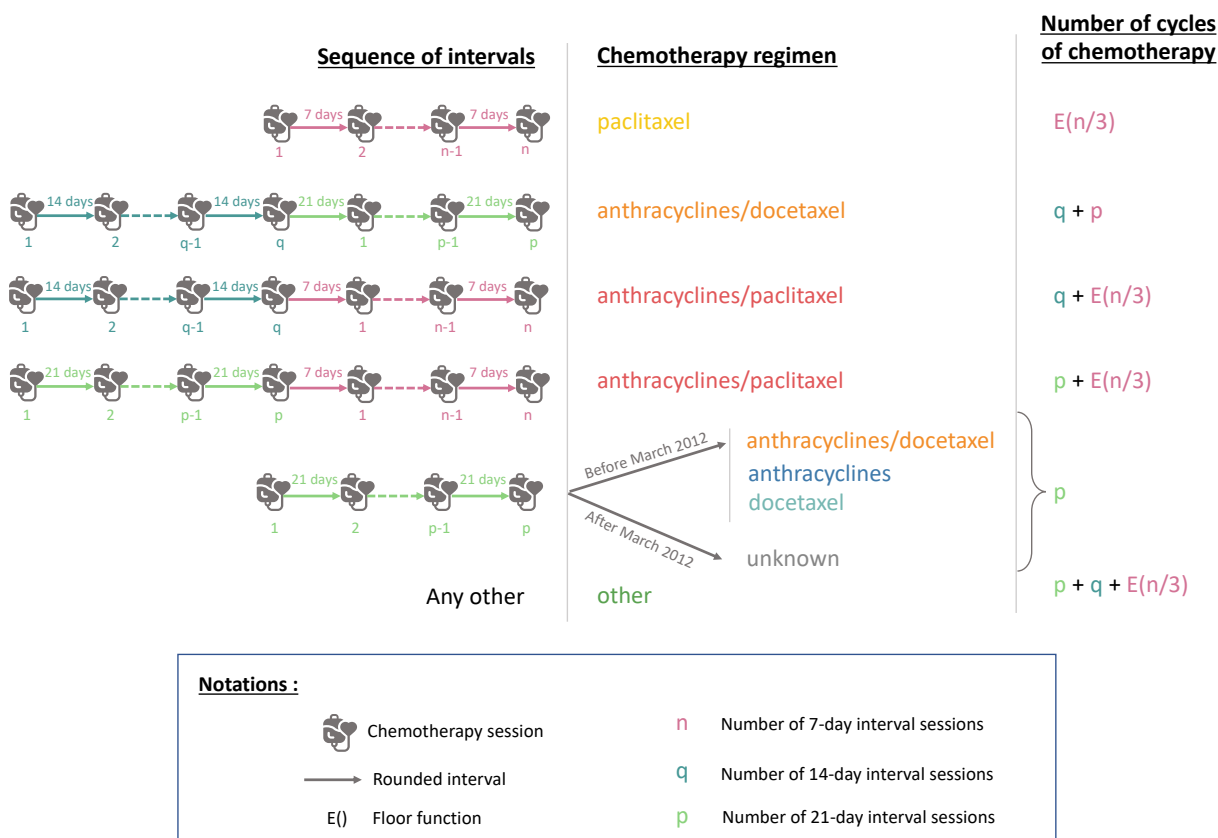 Sequence of intervals
Chemotherapy regimen
Number of cycles
of chemotherapy
7 days 7 days
1 2 n-1 n
paclitaxel
E(n/3)
14 days 14 days 21 days 21 days
1 2 q-1 q 1 p-1 p
anthracyclines/docetaxel
q + p
14 days 14 days 7 days 7 days
1 2 q-1 q 1 n-1 n
anthracyclines/paclitaxel
q + E(n/3)
21 days 21 days 7 days 7 days
1 2 p-1 p 1 n-1 n
anthracyclines/paclitaxel
p + E(n/3)
21 days 21 days
1 2 p-1 p
Before March 2012
anthracyclines/docetaxel
anthracyclines
docetaxel
After March 2012
unknown
p
Any other
other
p + q + E(n/3)
Notations :
Chemotherapy session
n Number of 7-day interval sessions
Rounded interval
q Number of 14-day interval sessions
E() Floor function
p Number of 21-day interval sessions